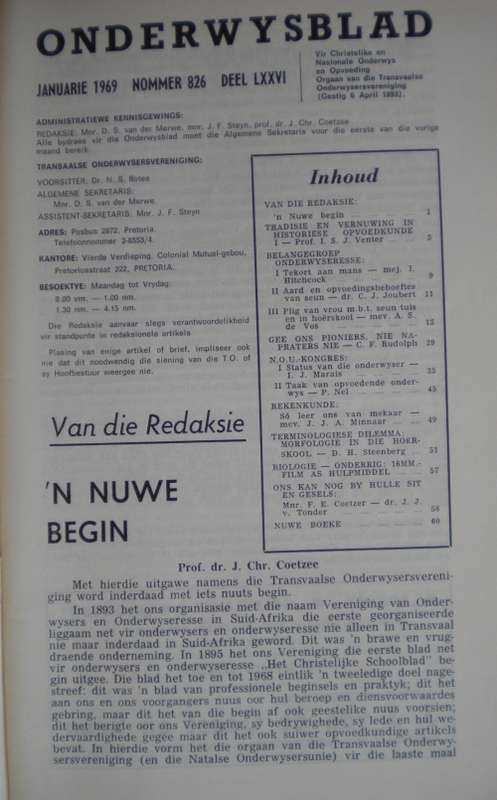 ONDERWYSBLAD
JANUARIE 1969 NOMMER 826 DEEL LXXVI
Vir Christelike en
Nasionale Onderwys
en Opvoeding
Orgaan van die Transvaalse
Onderwysersvereniging
(Gestig 6 April 1893).
ADMINISTRATIEWE KENNISGEWINGS:
REDAKSIE: Mnr. D. S. van der Merwe, mnr. J. F. Steyn, prof. dr. J. Chr. Coetzee
Alle bydraes vir die Onderwysblad moet die Algemene Sekretaris voor die eerste van die vorige
maand bereik.
TRANSVAALSE ONDERWYSERSVERENIGING:
VOORSITTER: Dr. N. S.
ALGEMENE SEKRETARIS:
Mnr. D. S. van der Merwe.
ASSISTENT-SEKRETARIS: Mnr. J. F. Steyn
ADRES: Posbus 2872, Pretoria.
Telefoonnommer 2-8553/4.
KANTORE: Vierde Verdieping, Colonial Mutual-gebou,
Pretoriusstraat 222, PRETORIA.
BESOEKTYE: Maandag tot Vrydag.
8.00 vm. — 1.00 nm.
1.30 nm. — 4.15 nm.
Die Redaksie aanvaar slegs verantwoordelikheid
vir standpunte in redaksionele artikels
Plasing van enige artikel of brief, impliseer ook
nie dat dit noodwendig die siening van die T.O. of
sy Hoofbestuur weergee nie.
Inhoud
VAN DIE REDAKSIE:
'n Nuwe begin 1
TRADISIE EN VERNUWING IN
HISTORIESE OPVOEDKUNDE
I — Prof. I. S. J. Venter 5
BELANGEGROEP
ONDERWYSERESSE:
I Tekort aan mans — mej. I.
Hitchcock 9
II Aard en opvoedingsbehoeftes
van seun — dr. C. J. Joubert 11
III Plig van vrou m.b.t. seun tuis
en in hoërskool — mev. A. S.
de Vos 13
GEE ONS PIONIERS, NIE NA-
PRATERS NIE — C. F. Rudolph 29
N.O.U.-KONGRES:
I Status van die onderwyser —
I. J. Marais 35
II Taak van opvoedende onder-
wys — P. Nel 45
REKENKUNDE:
Só leer ons van mekaar —
mev. J. J. A. Minnaar 49
TERMINOLOGIESE DILEMMA:
MORFOLOGIE IN DIE HOËR-
SKOOL — D. H. Steenberg 51
BIOLOGIE — ONDERRIG: 16MM.-
FILM AS HULPMIDDEL 57
ONS KAN NOG BY HULLE SIT
EN GESELS:
Mnr. F. E. Coetzer — dr. J. J.
v. Tonder 58
NUWE BOEKE 60
Van die Redaksie
'N NUWE
BEGIN
Prof. dr. J. Chr. Coetzee
Met hierdie uitgawe namens die Transvaalse Onderwysersvereni-
ging word inderdaad met iets nuuts begin.
In 1893 het ons organisasie met die naam Vereniging van Onder-
wysers en Onderwyseresse in Suid-Afrika die eerste georganiseerde
liggaam net vir onderwysers en onderwyseresse nie alleen in Transvaal
nie maar inderdaad in Suid-Afrika geword. Dit was 'n brawe en vrug-
draende onderneming. In 1895 het ons Vereniging die eerste blad net
vir onderwysers en onderwyseresse „Het Christelijke Schoolblad" be-
gin uitgee. Die blad het toe en tot 1968 eintlik 'n tweeledige doel nage-
streef: dit was 'n blad van professionele beginsels en praktyk; dit het
aan ons en ons voorgangers nuus oor hul beroep en diensvoorwaardes
gebring, maar dit het van die begin af ook geestelike nuus voorsien;
dit het berigte oor ons Vereniging, sy bedrywighede, sy lede en hul we-
dervaardighede gegee maar dit het ook suiwer opvoedkundige artikels
bevat. In hierdie vorm het die orgaan van die Transvaalse Onderwy-
sersvereniging (en die Natalse Onderwysersunie) vir die laaste maal